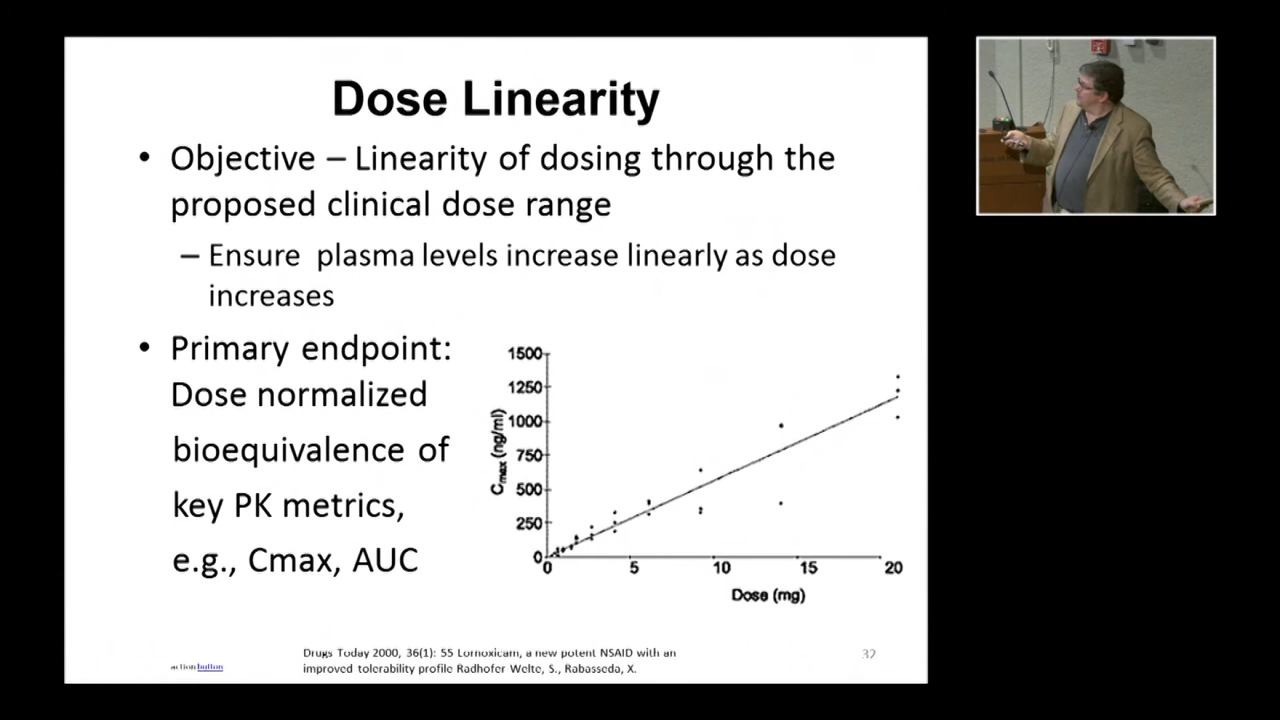 Dose Linearity
• Objective – Linearity of dosing through the
proposed clinical dose range
– Ensure plasma levels increase linearly as dose
increases
• Primary endpoint:
Dose normalized
bioequivalence of
key PK metrics,
e.g., Cmax, AUC
1500
1250
1000
750
500
250
0
Cmax (ng/ml)
0 5 10 15 20
Dose (mg)
Drugs Today 2000, 36(1): 55 Lornoxicam, a new potent NSAID with an
improved tolerability profile Radhofer Welte, S., Rabasseda, X.
action button
32